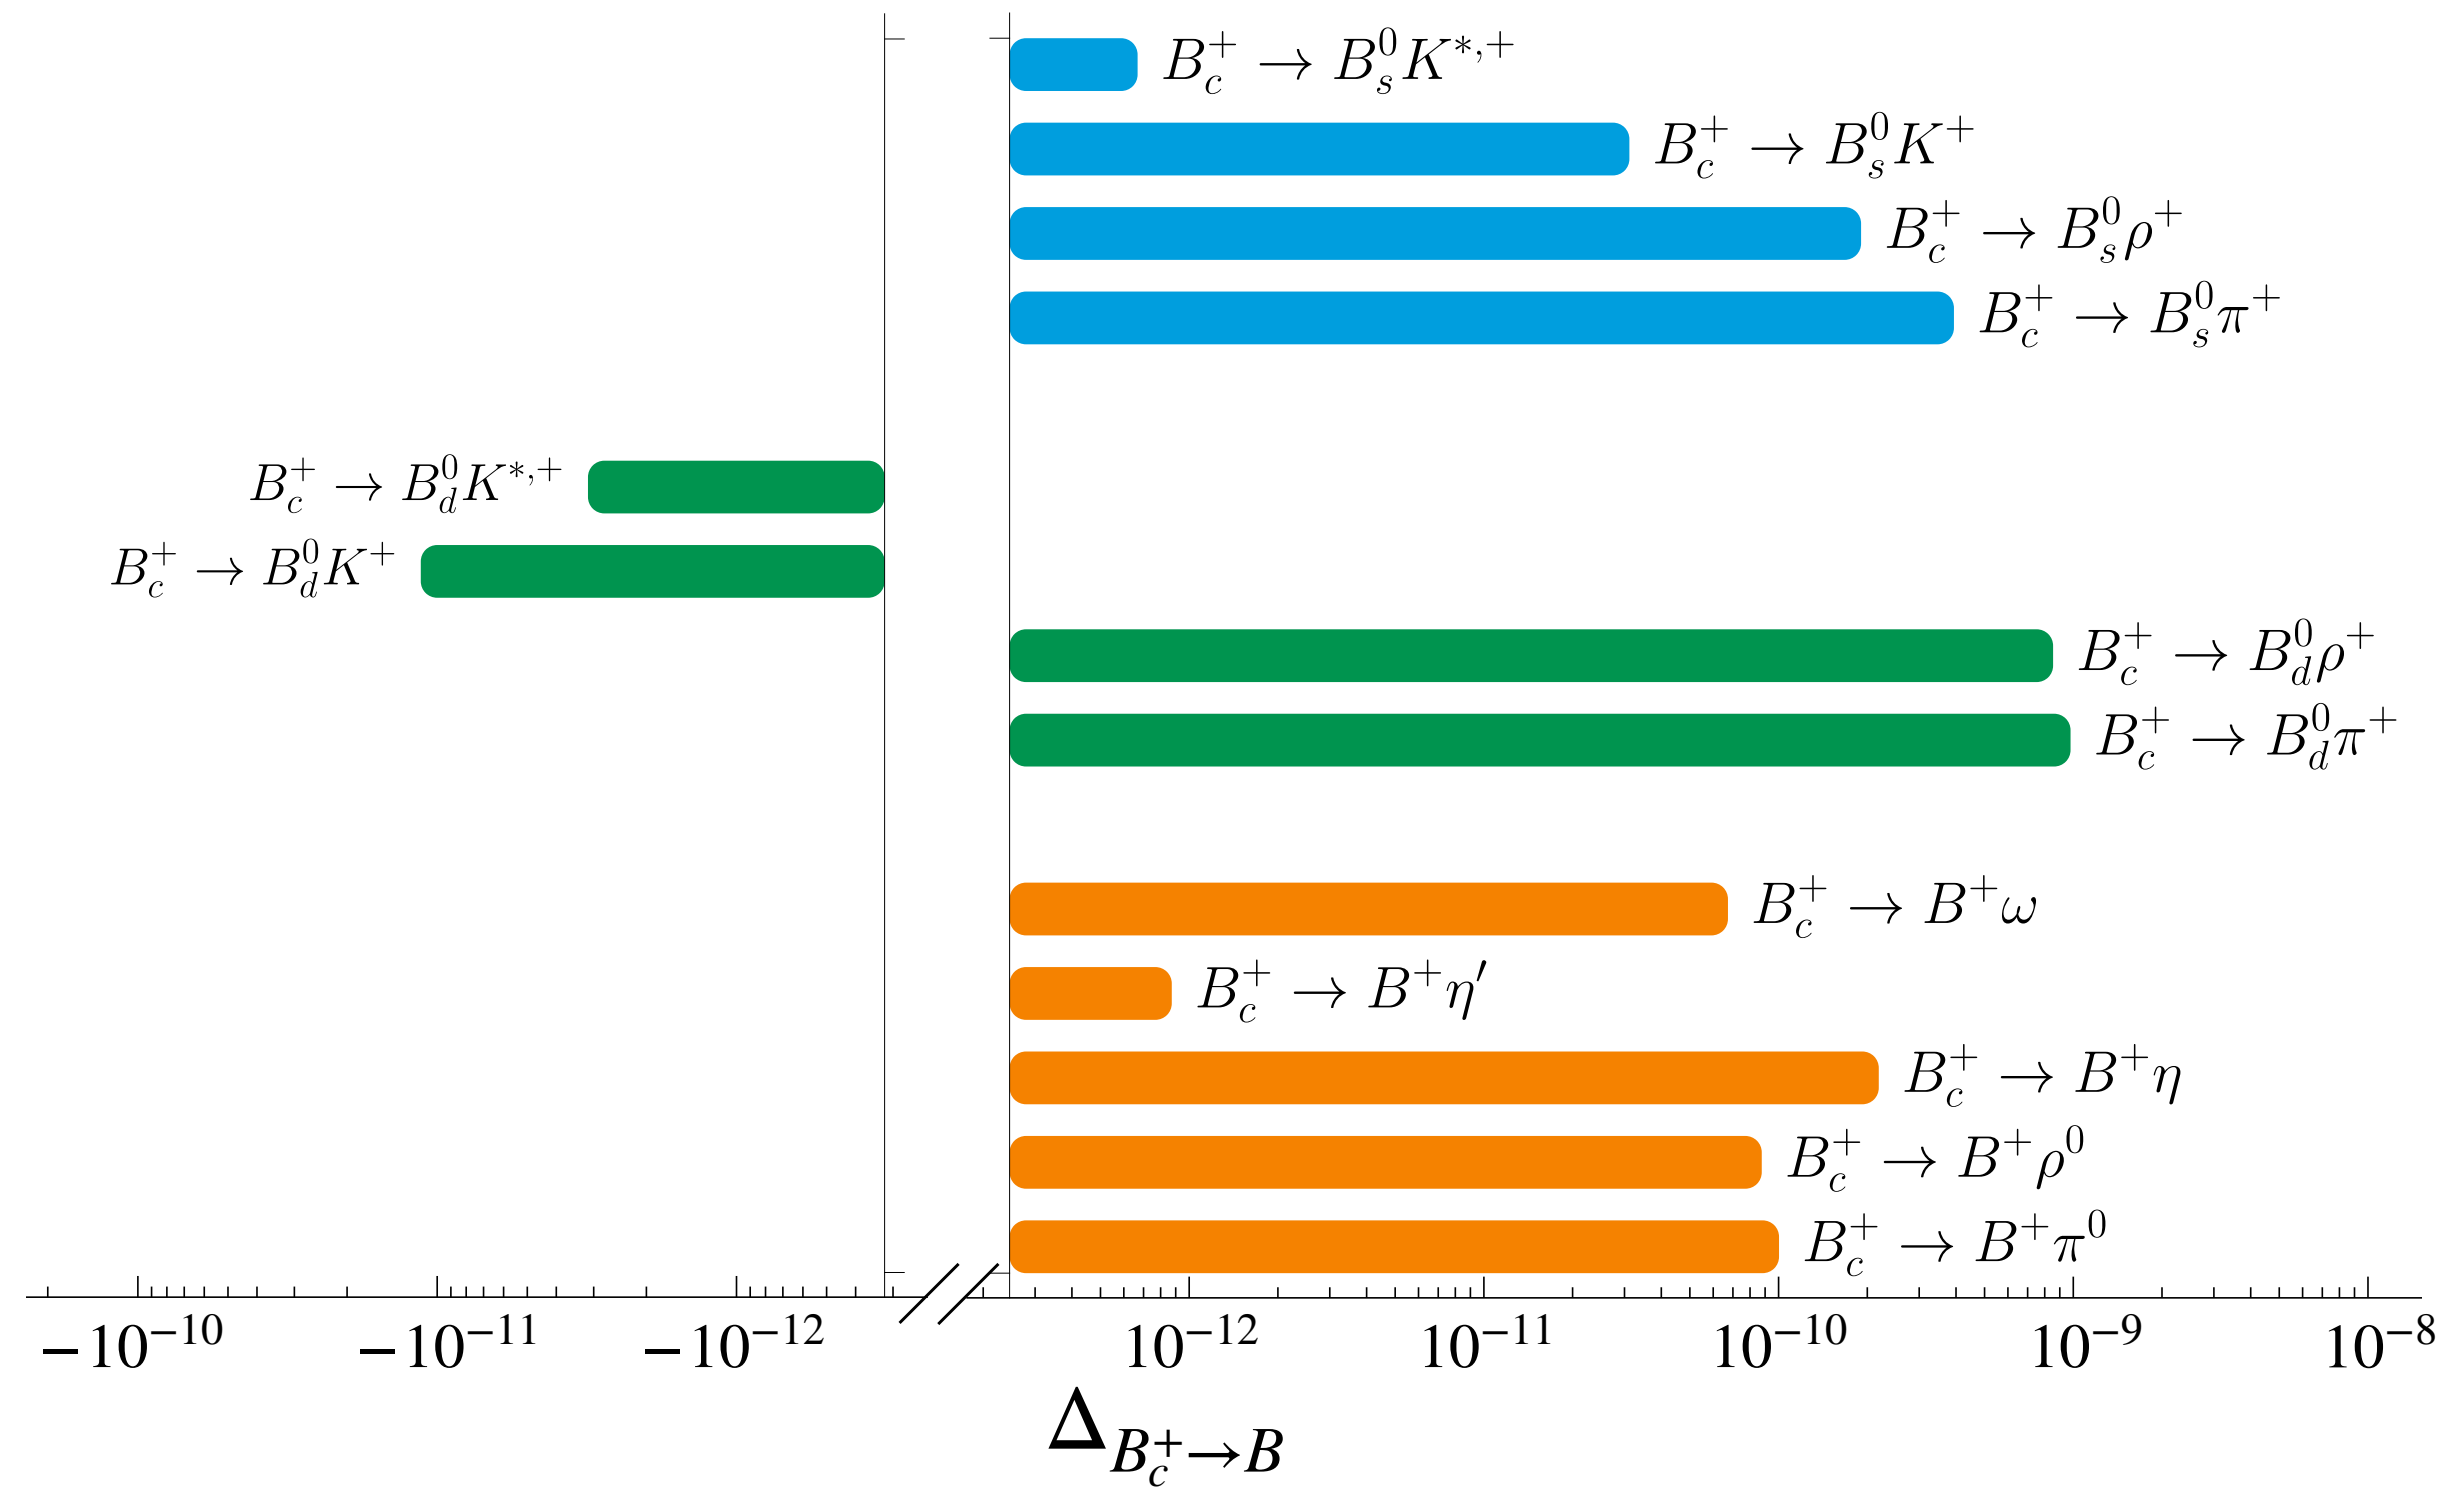 B_c^+ → B_s^0 K^{*,+}
B_c^+ → B_s^0 K^+
B_c^+ → B_s^0 ρ^+
B_c^+ → B_s^0 π^+
B_c^+ → B_d^0 K^{*,+}
B_c^+ → B_d^0 K^+
B_c^+ → B_d^0 ρ^+
B_c^+ → B_d^0 π^+
B_c^+ → B^+ ω
B_c^+ → B^+ η′
B_c^+ → B^+ η
B_c^+ → B^+ ρ^0
B_c^+ → B^+ π^0
−10^{−10} −10^{−11} −10^{−12} 10^{−12} 10^{−11} 10^{−10} 10^{−9} 10^{−8}
Δ_{B_c^+→B}